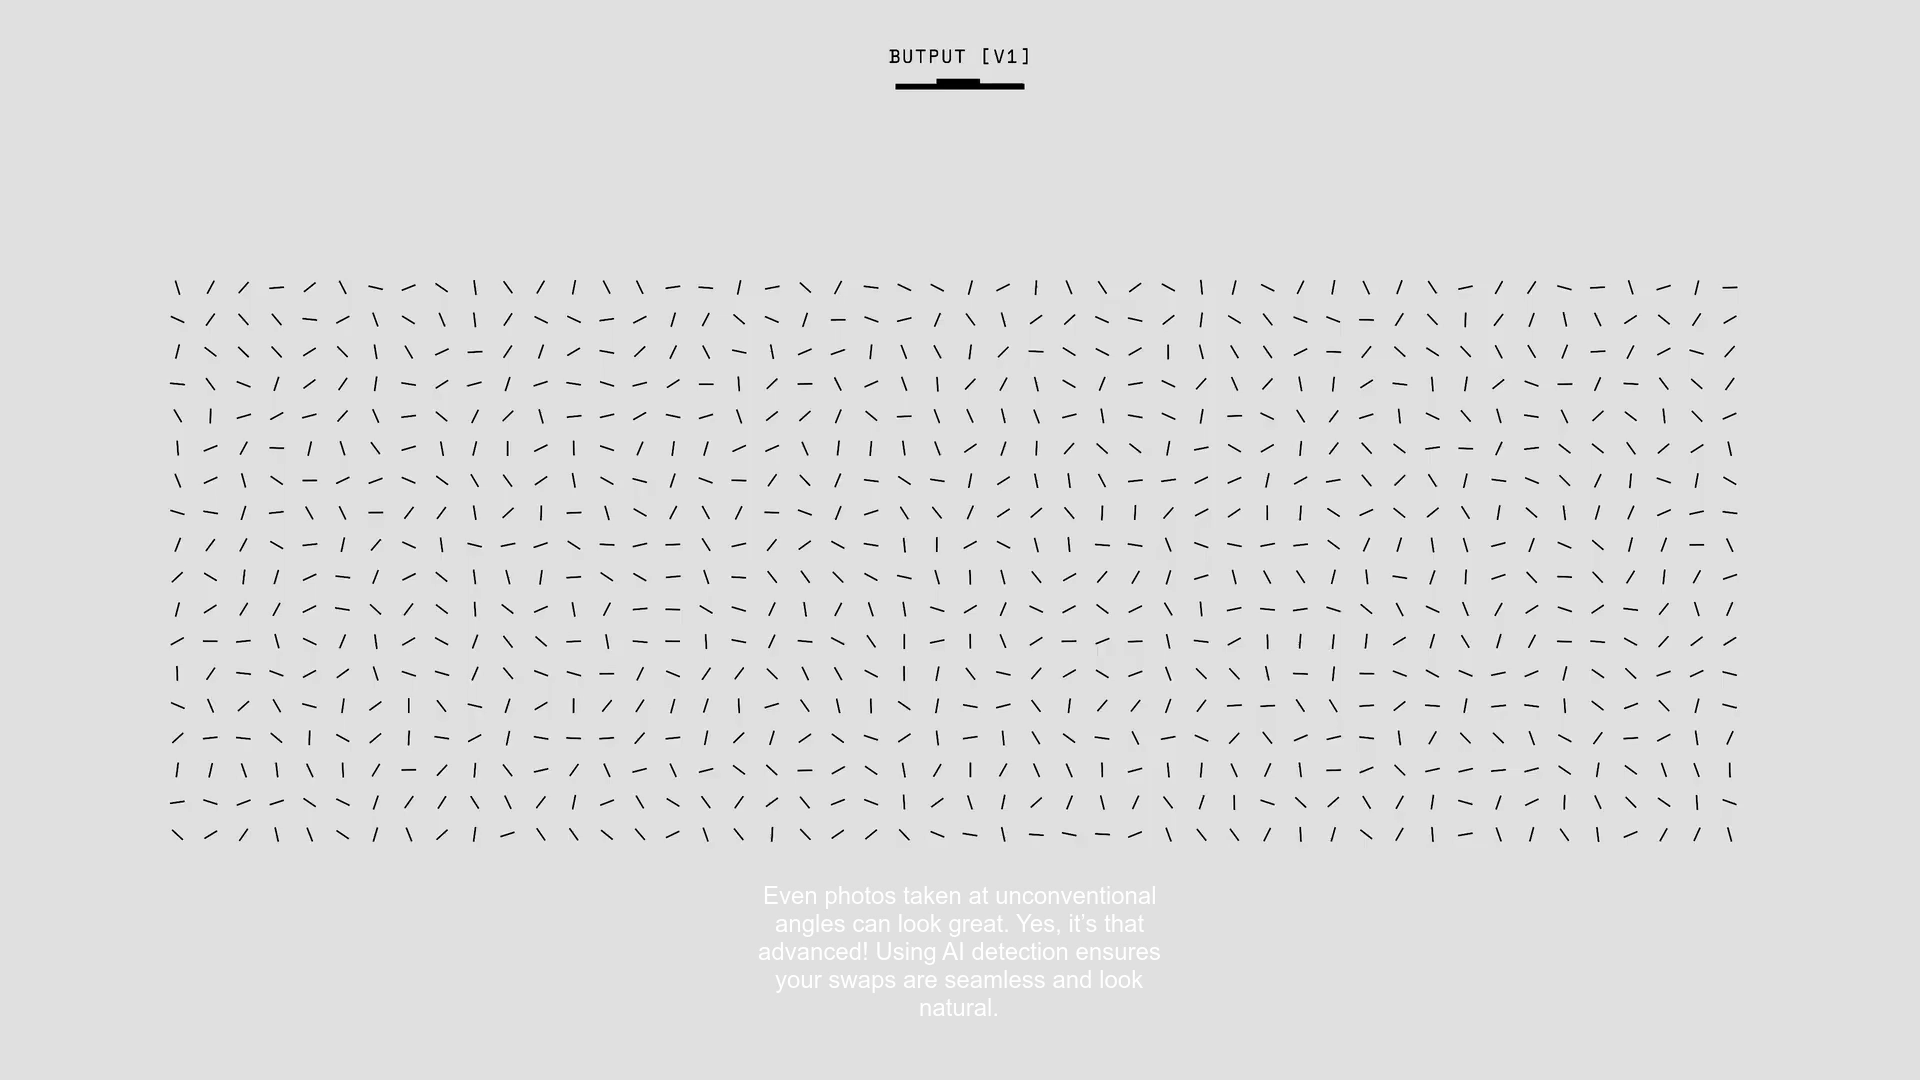 BUTPUT [V1]
Even photos taken at unconventional
angles can look great. Yes, it’s that
advanced! Using AI detection ensures
your swaps are seamless and look
natural.